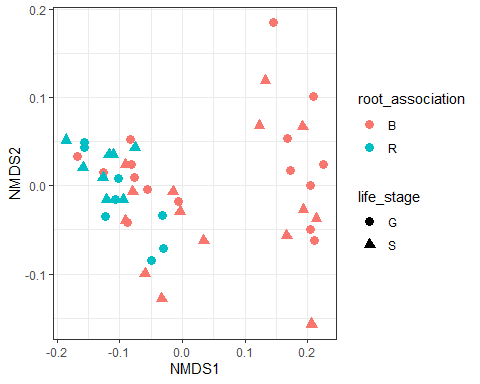 0.2
0.1
0.0
-0.1
NMDS2
-0.2
-0.1
0.0
0.1
0.2
NMDS1
root_association
B
R
life_stage
G
S